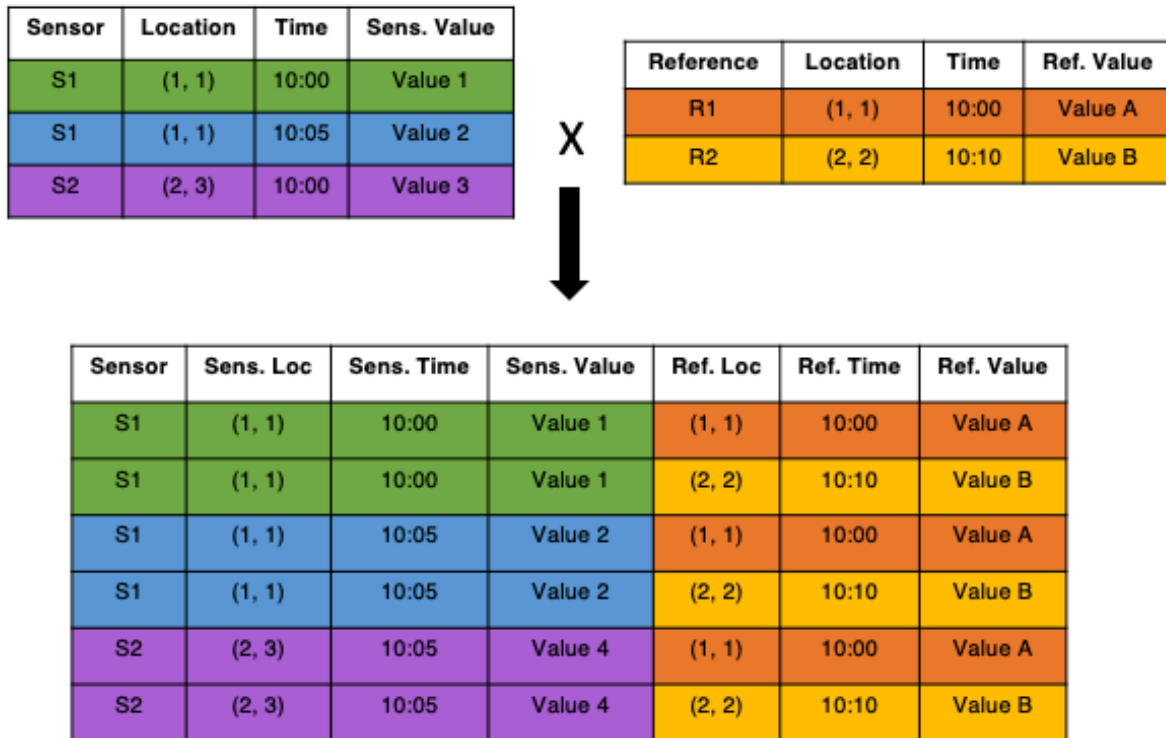 Sensor Location Time Sens. Value
S1 (1, 1) 10:00 Value 1
S1 (1, 1) 10:05 Value 2
S2 (2, 3) 10:00 Value 3
X
Reference Location Time Ref. Value
R1 (1, 1) 10:00 Value A
R2 (2, 2) 10:10 Value B
Sensor Sens. Loc Sens. Time Sens. Value Ref. Loc Ref. Time Ref. Value
S1 (1, 1) 10:00 Value 1 (1, 1) 10:00 Value A
S1 (1, 1) 10:00 Value 1 (2, 2) 10:10 Value B
S1 (1, 1) 10:05 Value 2 (1, 1) 10:00 Value A
S1 (1, 1) 10:05 Value 2 (2, 2) 10:10 Value B
S2 (2, 3) 10:05 Value 4 (1, 1) 10:00 Value A
S2 (2, 3) 10:05 Value 4 (2, 2) 10:10 Value B